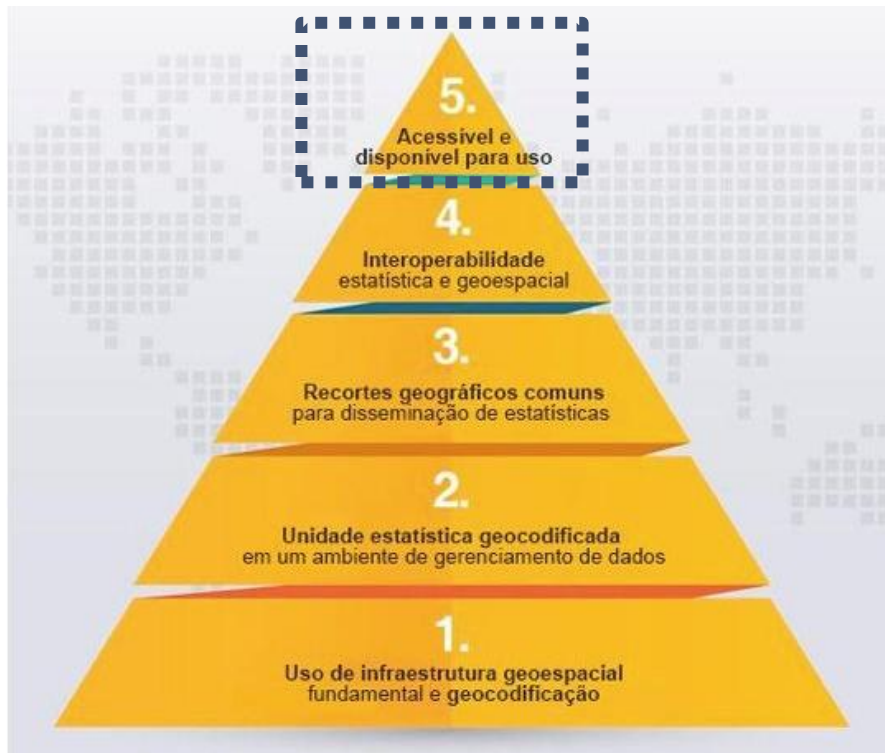 5.
Acessível e
disponível para uso
4.
Interoperabilidade
estatística e geoespacial
3.
Recortes geográficos comuns
para disseminação de estatísticas
2.
Unidade estatística geocodificada
em um ambiente de gerenciamento de dados
1.
Uso de infraestrutura geoespacial
fundamental e geocodificação